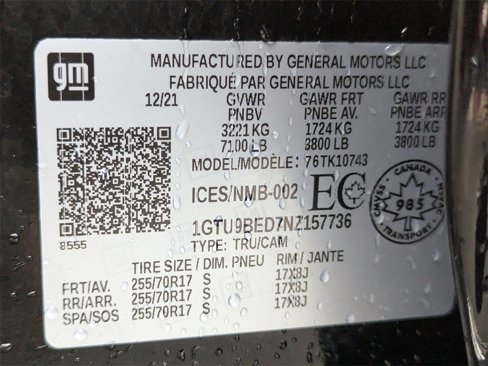 gm
MANUFACTURED BY GENERAL MOTORS LLC
FABRIQUÉ PAR GENERAL MOTORS LLC
12/21 GVWR GAWR FRT GAWR RR
PNBV PNBE AV. PNBE ARR
3221 KG 1724 KG 1724 KG
7100 LB 3800 LB 3800 LB
MODEL/MODÈLE: 76TK10743
ICES/NMB-002 EC
CANADA
985
CMVSS NSVAC
1GTU9BED7NZ157736
8555
TYPE: TRU/CAM
TIRE SIZE / DIM. PNEU RIM / JANTE
FRT/AV. 255/70R17 S 17X8J
RR/ARR. 255/70R17 S 17X8J
SPA/SOS 255/70R17 S 17X8J